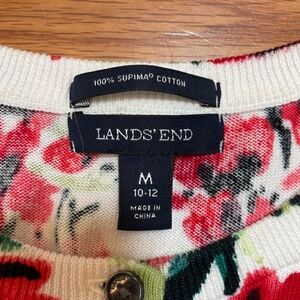 100% SUPIMA® COTTON
LANDS' END
M
10-12
MADE IN
CHINA